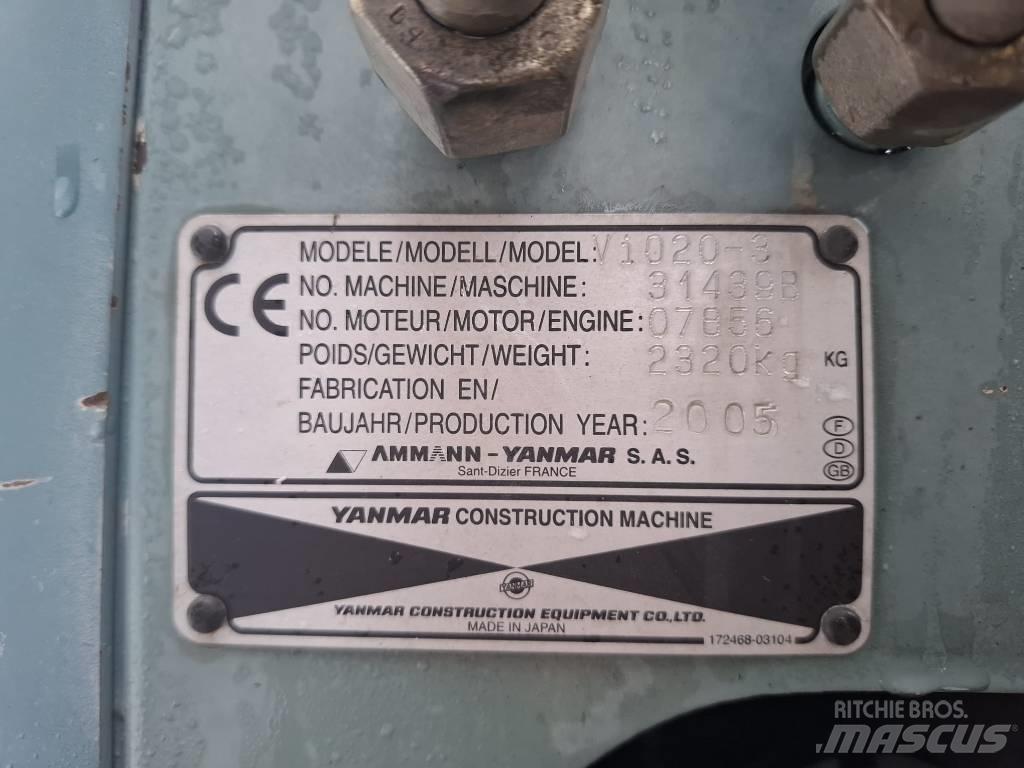 MODELE/MODELL/MODEL: Vi020-3
NO. MACHINE/MASCHINE: 31439B
NO. MOTEUR/MOTOR/ENGINE: 07856
POIDS/GEWICHT/WEIGHT: 2320kg KG
FABRICATION EN/
BAUJAHR/PRODUCTION YEAR: 2005
CE
F
D
GB
AMMANN-YANMAR S.A.S.
Sant-Dizier FRANCE
YANMAR CONSTRUCTION MACHINE
YANMAR
YANMAR CONSTRUCTION EQUIPMENT CO.,LTD.
MADE IN JAPAN
172468-03104
RITCHIE BROS.
MASCUS